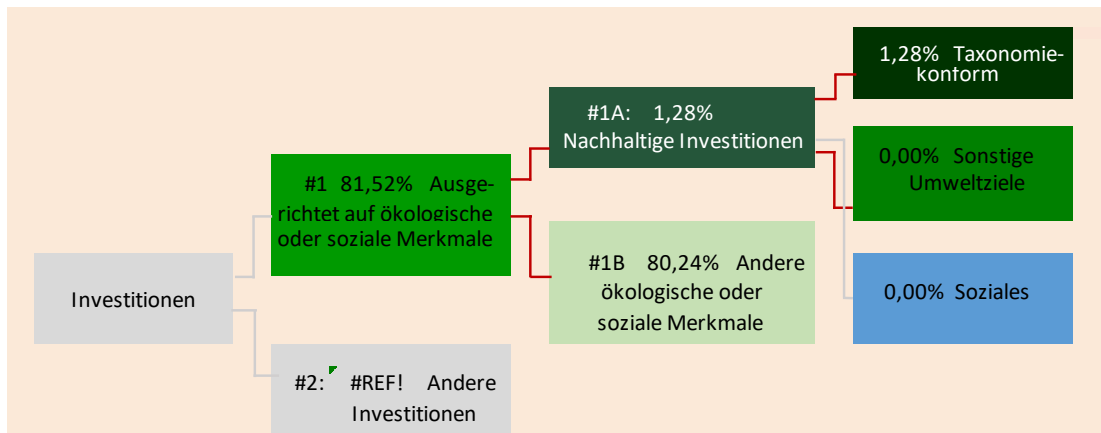 Investitionen
#1 81,52% Ausge-
richtet auf ökologische
oder soziale Merkmale
#2: #REF! Andere
Investitionen
#1A: 1,28%
Nachhaltige Investitionen
#1B 80,24% Andere
ökologische oder
soziale Merkmale
1,28% Taxonomie-
konform
0,00% Sonstige
Umweltziele
0,00% Soziales